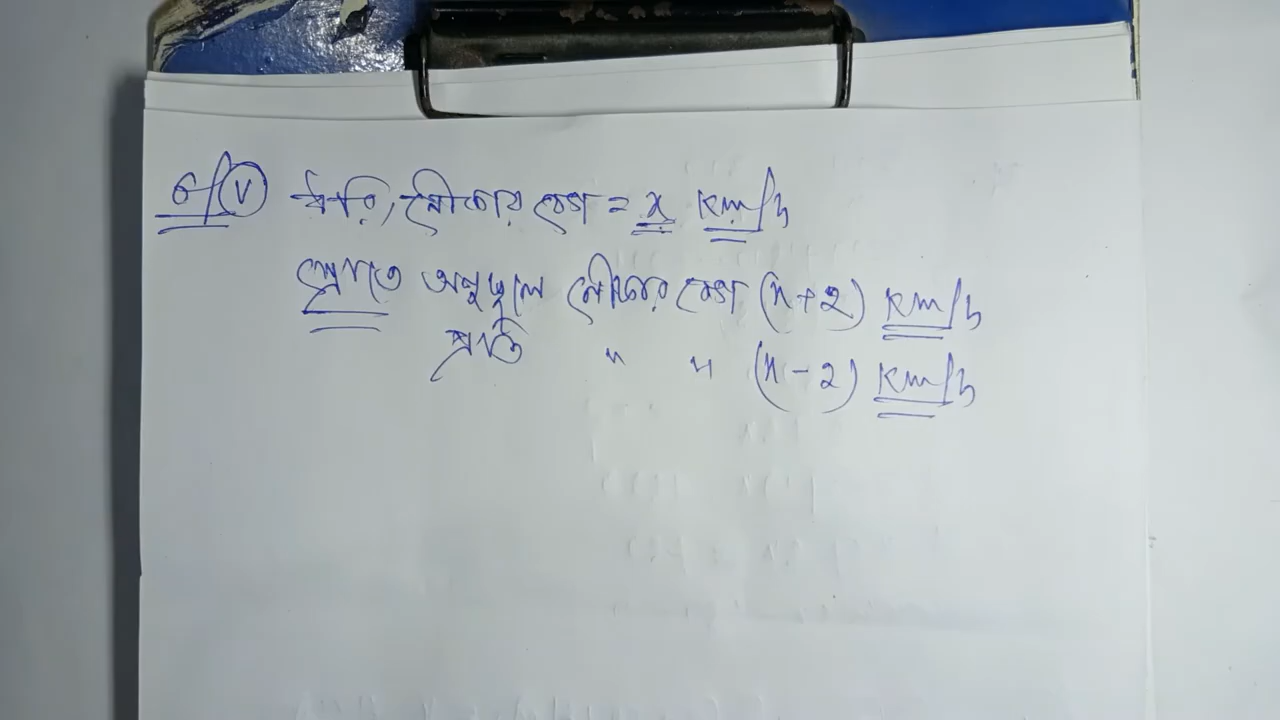 6/(v) ধরি, নৌকার বেগ = x km/h
স্রোতে অনুকূলে নৌকার বেগ (x+2) km/h
প্রতি " " (x-2) km/h